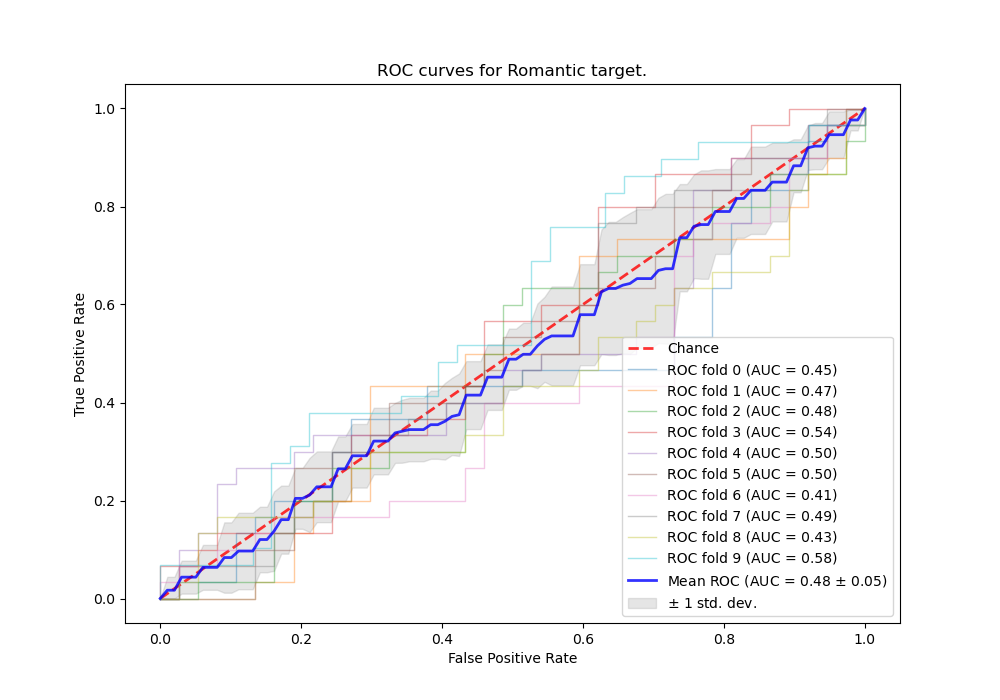 ROC curves for Romantic target.
True Positive Rate
1.0
0.8
0.6
0.4
0.2
0.0
0.0 0.2 0.4 0.6 0.8 1.0
False Positive Rate
Chance
ROC fold 0 (AUC = 0.45)
ROC fold 1 (AUC = 0.47)
ROC fold 2 (AUC = 0.48)
ROC fold 3 (AUC = 0.54)
ROC fold 4 (AUC = 0.50)
ROC fold 5 (AUC = 0.50)
ROC fold 6 (AUC = 0.41)
ROC fold 7 (AUC = 0.49)
ROC fold 8 (AUC = 0.43)
ROC fold 9 (AUC = 0.58)
Mean ROC (AUC = 0.48 ± 0.05)
± 1 std. dev.